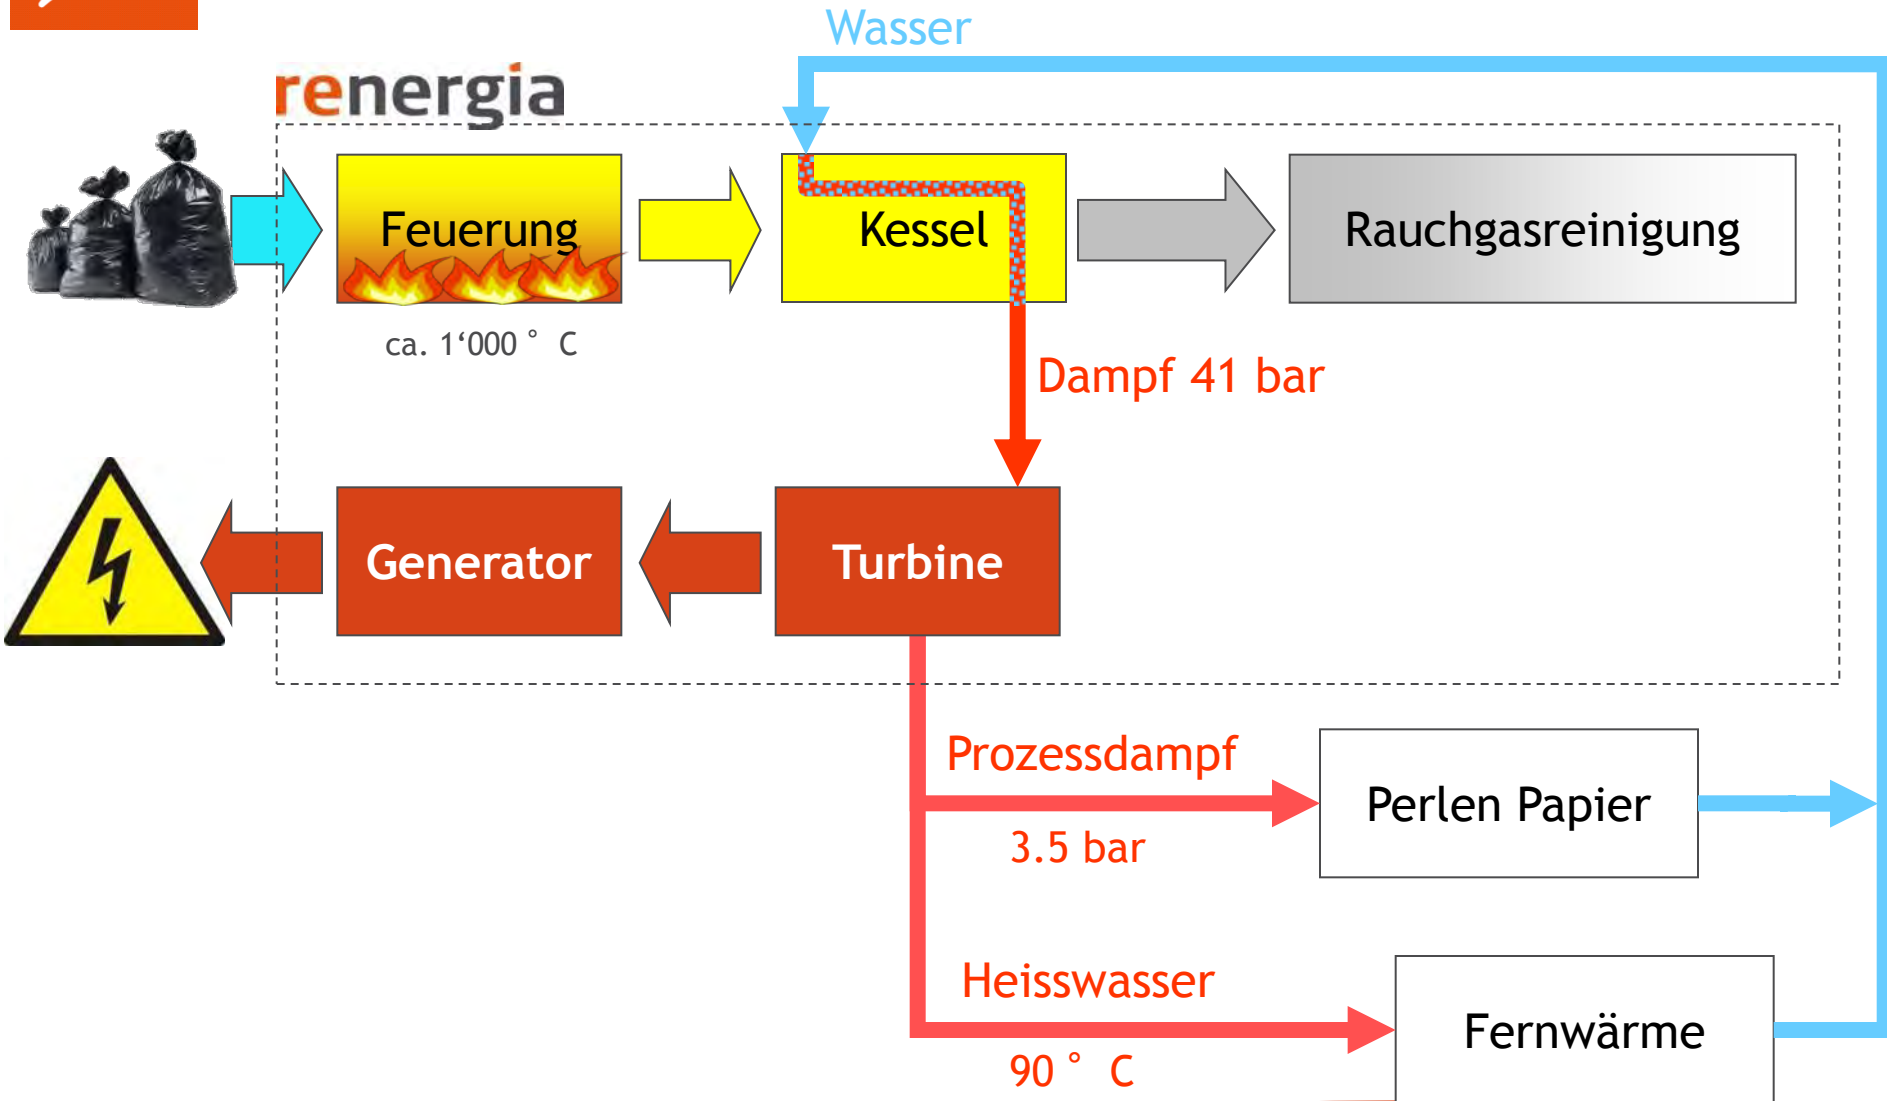 Wasser
renergia
Feuerung
Kessel
Rauchgasreinigung
ca. 1‘000 ° C
Dampf 41 bar
Generator
Turbine
Prozessdampf
3.5 bar
Perlen Papier
Heisswasser
90 ° C
Fernwärme